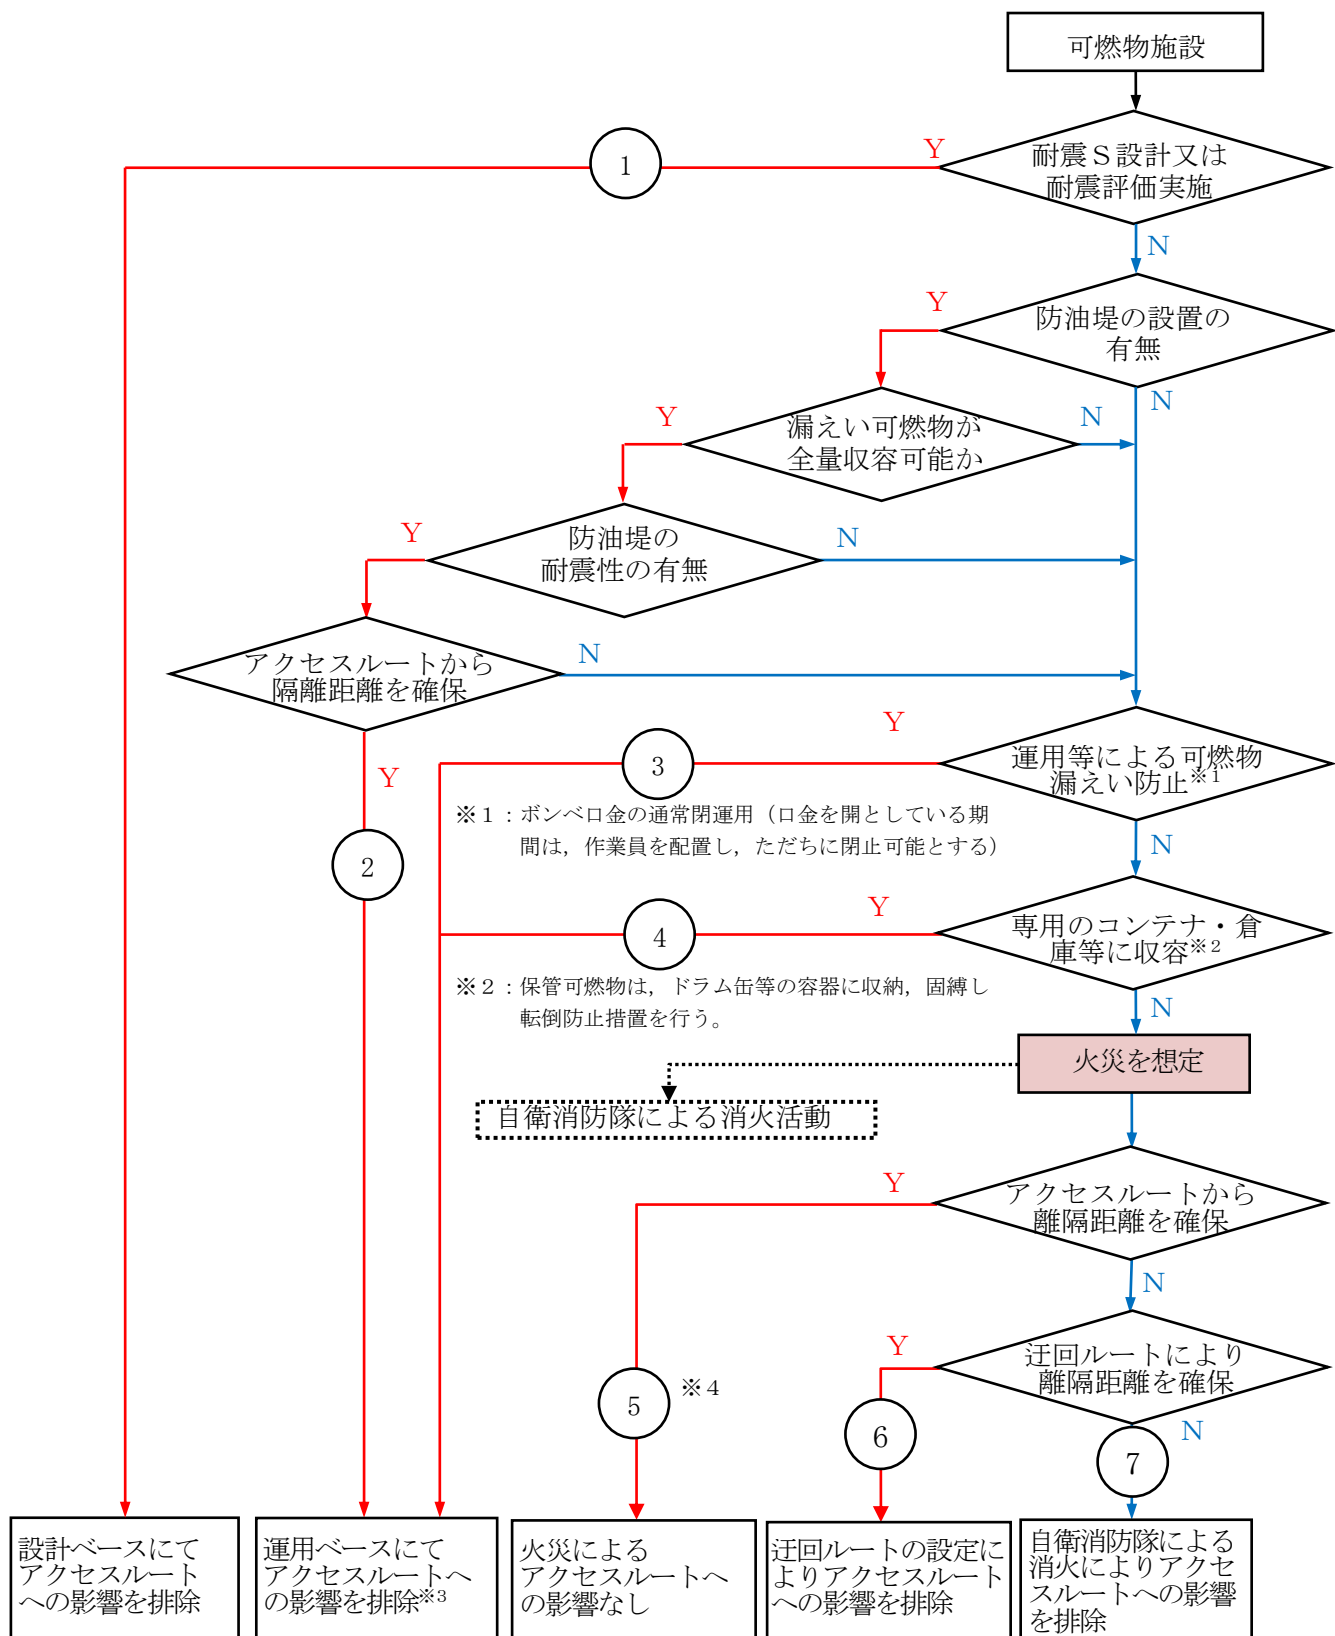 可燃物施設
耐震Ｓ設計又は
耐震評価実施
Ｙ
1
Ｎ
防油堤の設置の
有無
Ｙ
Ｎ
漏えい可燃物が
全量収容可能か
Ｙ
Ｎ
防油堤の
耐震性の有無
Ｙ
Ｎ
アクセスルートから
隔離距離を確保
Ｎ
Ｙ
2
運用等による可燃物
漏えい防止※1
Ｙ
3
※１：ボンベ口金の通常閉運用（口金を開としている期
間は，作業員を配置し，ただちに閉止可能とする）
Ｎ
専用のコンテナ・倉
庫等に収容※2
Ｙ
4
※２：保管可燃物は，ドラム缶等の容器に収納，固縛し
転倒防止措置を行う。
Ｎ
火災を想定
自衛消防隊による消火活動
アクセスルートから
離隔距離を確保
Ｙ
Ｎ
迂回ルートにより
離隔距離を確保
Ｙ
5
※４
6
Ｎ
7
設計ベースにて
アクセスルート
への影響を排除
運用ベースにて
アクセスルートへ
の影響を排除※3
火災による
アクセスルートへ
の影響なし
迂回ルートの設定に
よりアクセスルート
への影響を排除
自衛消防隊による
消火によりアクセ
スルートへの影響
を排除